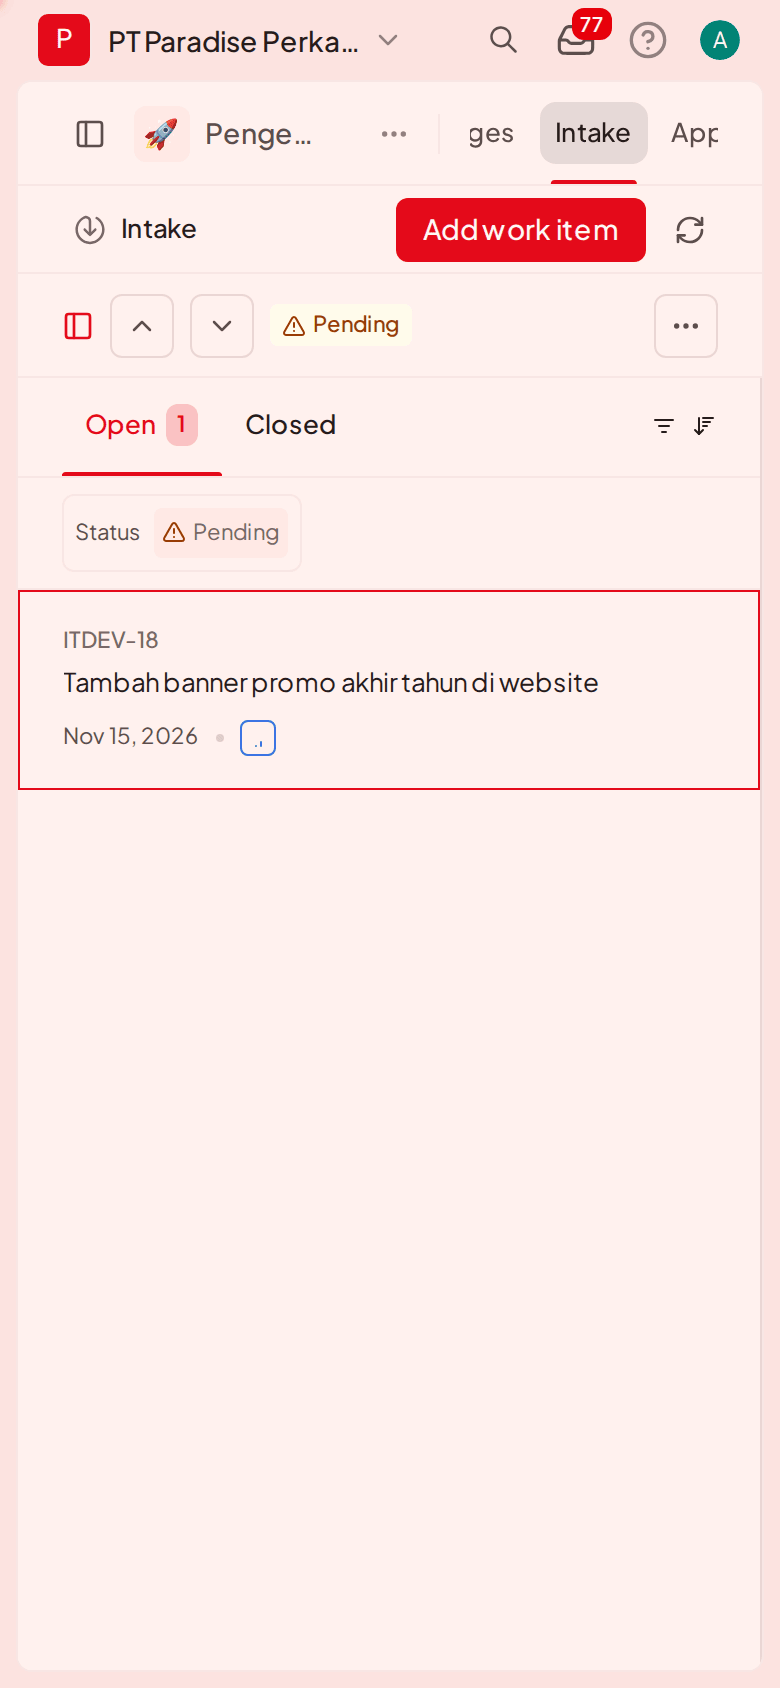 P PT Paradise Perka... 77 A
Penge... ges Intake App
Intake Add work item
Pending
Open 1 Closed
Status Pending
ITDEV-18
Tambah banner promo akhir tahun di website
Nov 15, 2026